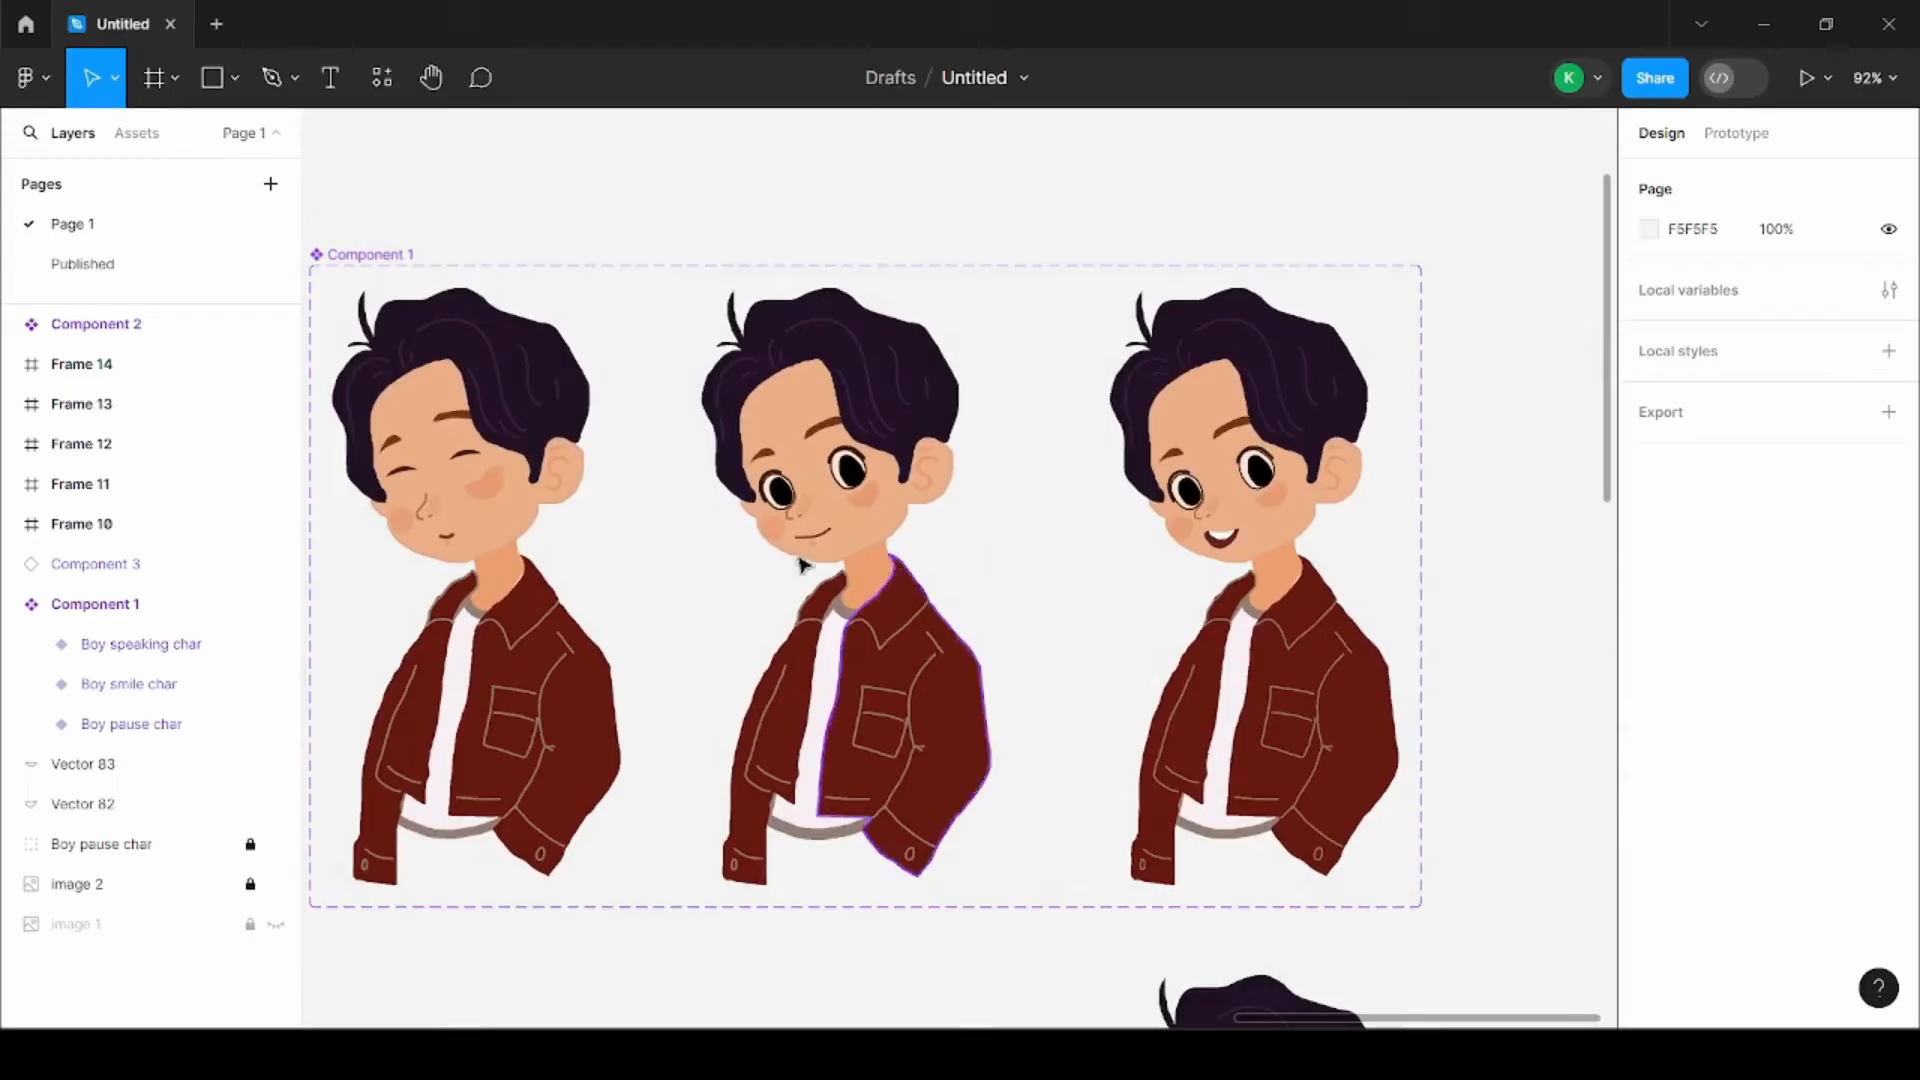 Untitled
Drafts / Untitled
K
Share
92%
Layers
Assets
Page 1
Design
Prototype
Pages
Page 1
Published
Component 2
Frame 14
Frame 13
Frame 12
Frame 11
Frame 10
Component 3
Component 1
Boy speaking char
Boy smile char
Boy pause char
Vector 83
Vector 82
Boy pause char
image 2
image 1
Component 1
Page
F5F5F5
100%
Local variables
Local styles
Export
?